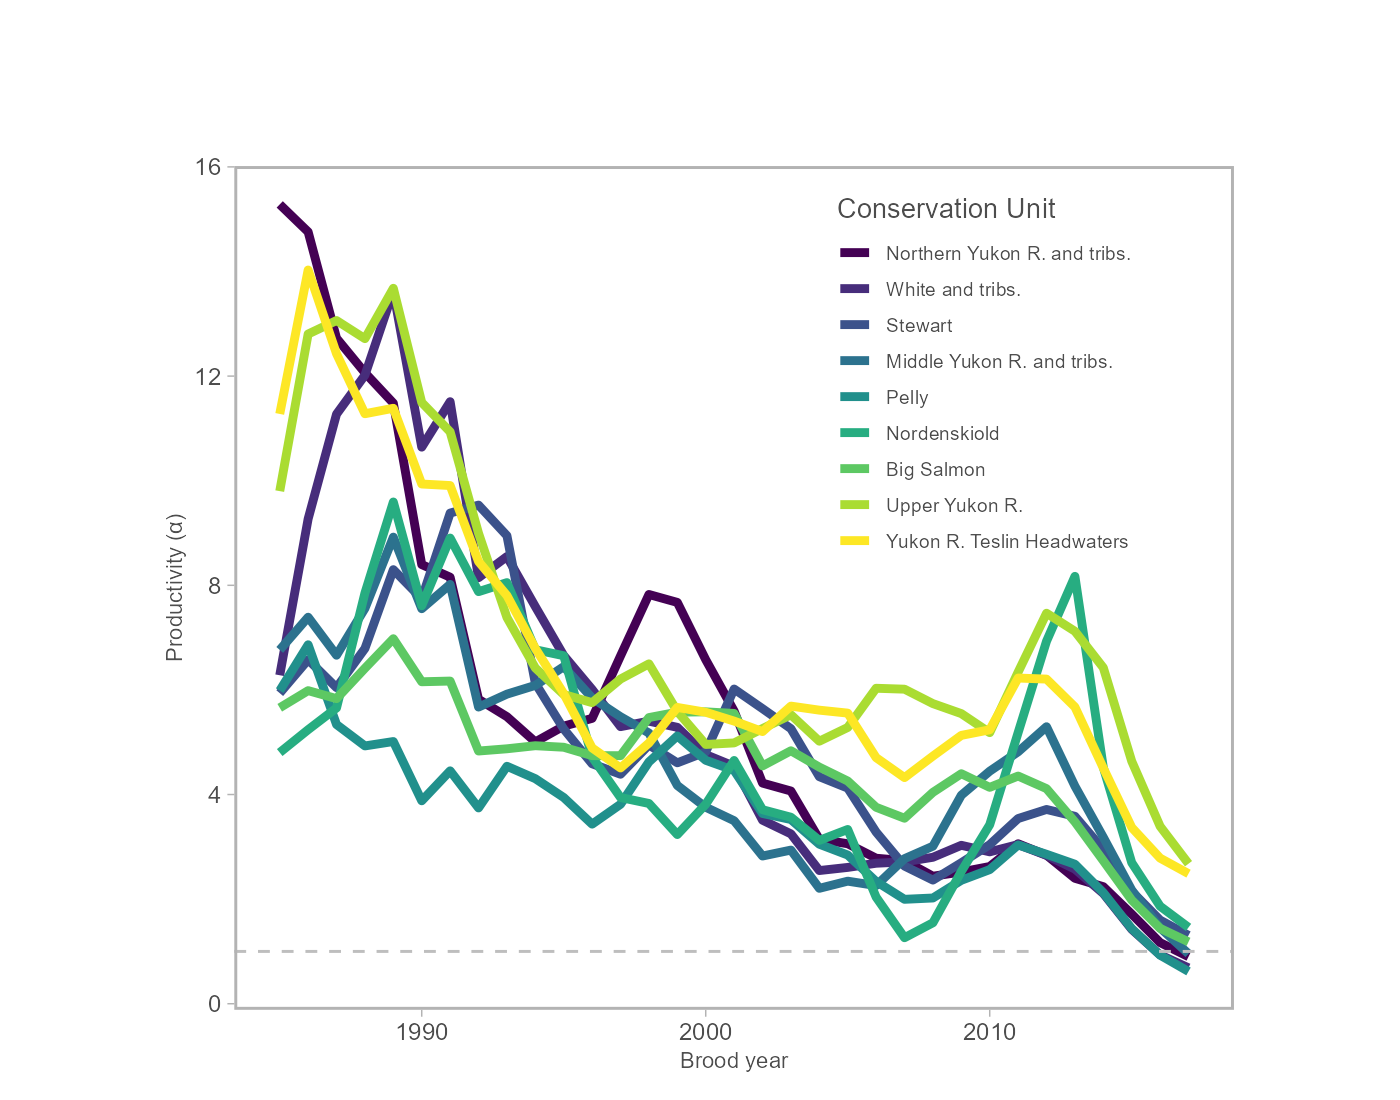 16
12
8
4
0
Productivity (α)
Conservation Unit
Northern Yukon R. and tribs.
White and tribs.
Stewart
Middle Yukon R. and tribs.
Pelly
Nordenskiold
Big Salmon
Upper Yukon R.
Yukon R. Teslin Headwaters
1990 2000 2010
Brood year